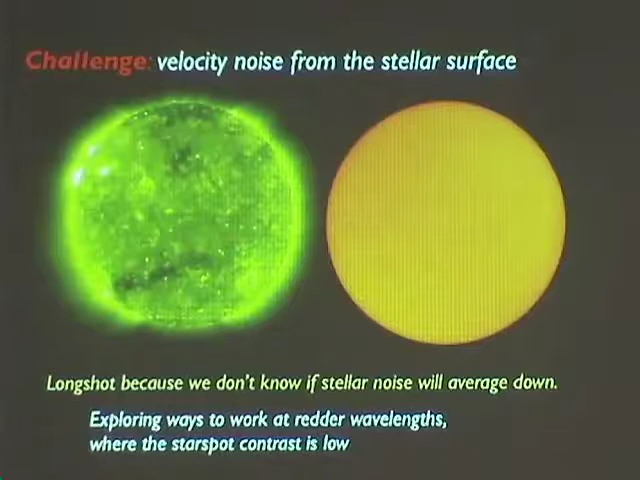 Challenge: velocity noise from the stellar surface
Longshot because we don't know if stellar noise will average down.
Exploring ways to work at redder wavelengths,
where the starspot contrast is low